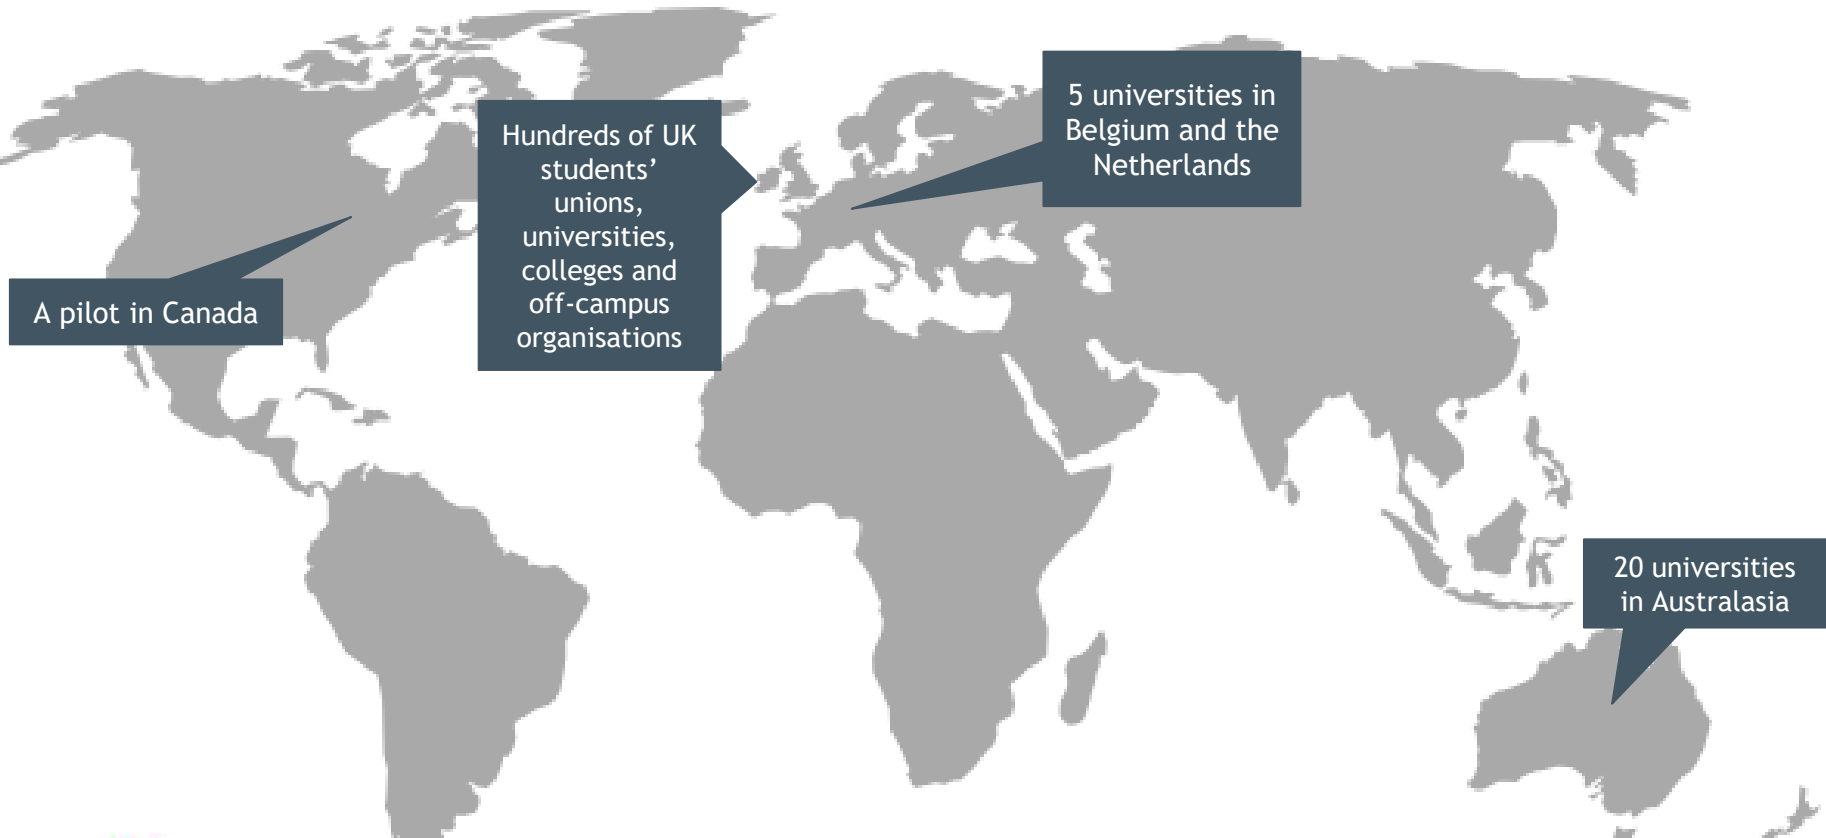 5 universities in
Belgium and the
Netherlands
Hundreds of UK
students’
unions,
universities,
colleges and
off-campus
organisations
A pilot in Canada
20 universities
in Australasia